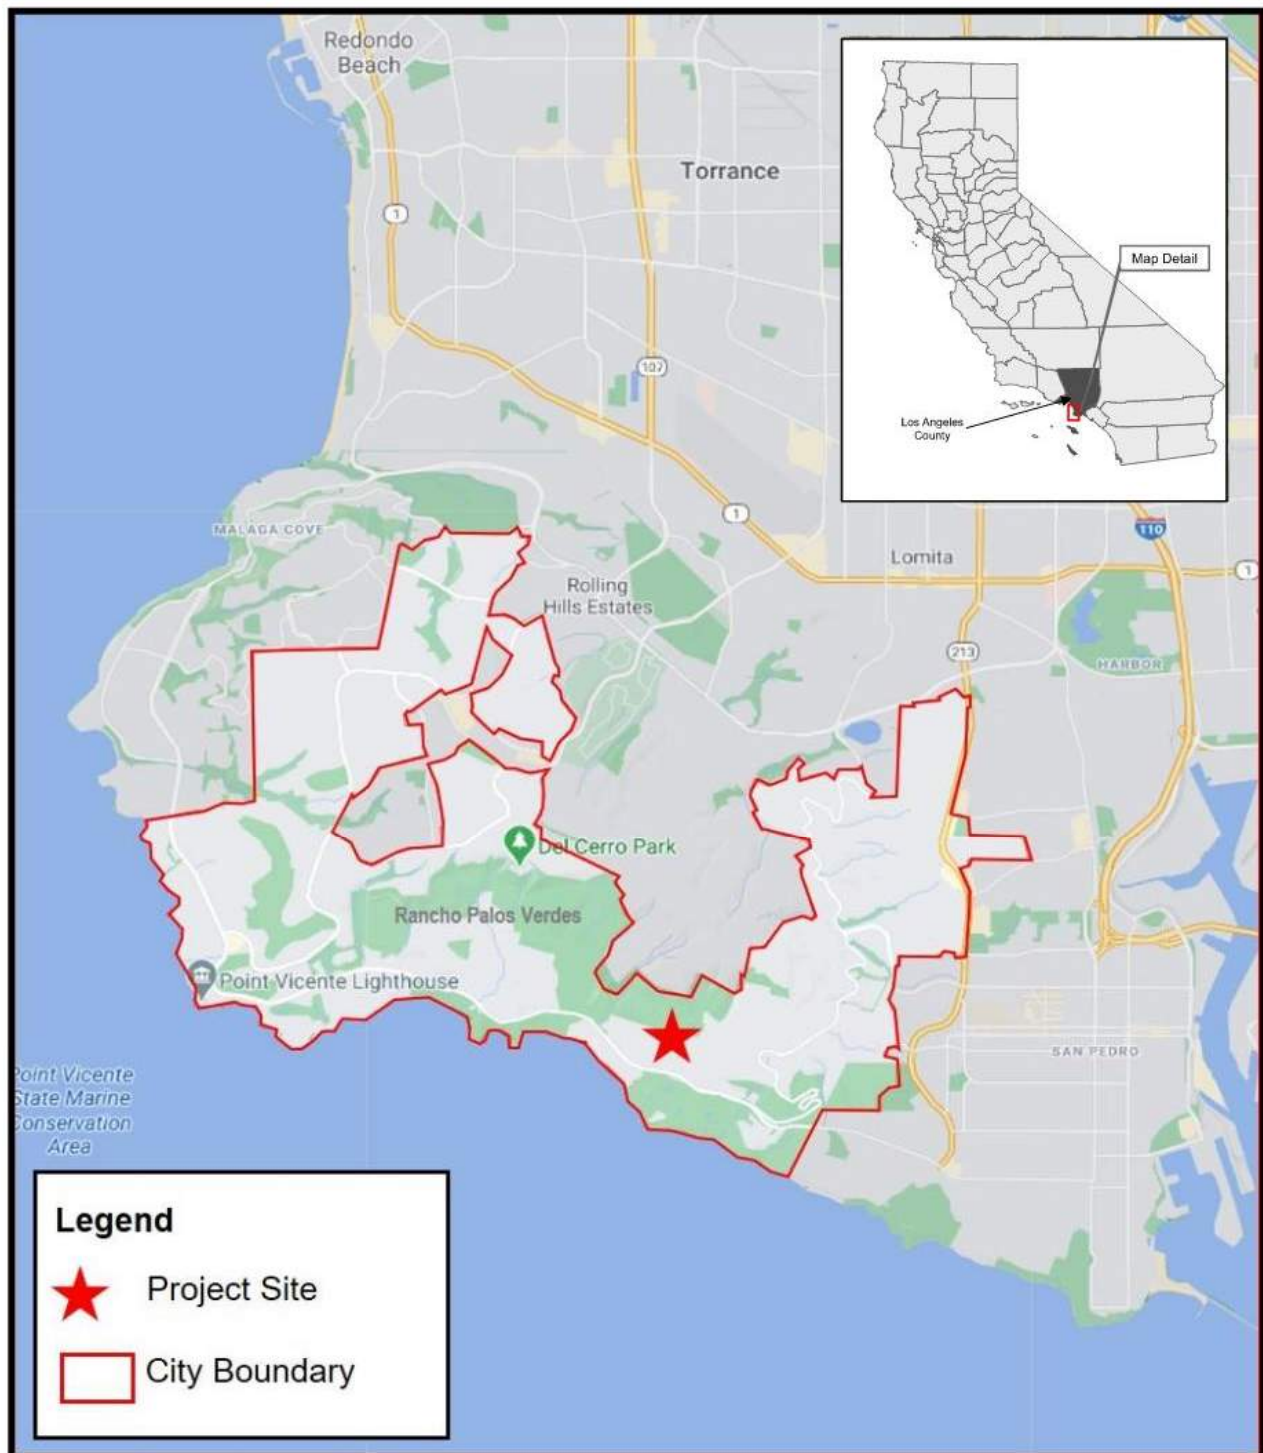 Redondo
Beach
Torrance
1
107
Map Detail
Los Angeles
County
MALAGA COVE
1
110
Lomita
1
Rolling
Hills Estates
213
HARBOR
Del Cerro Park
Rancho Palos Verdes
Point Vicente Lighthouse
SAN PEDRO
Point Vicente
State Marine
Conservation
Area
Legend
Project Site
City Boundary